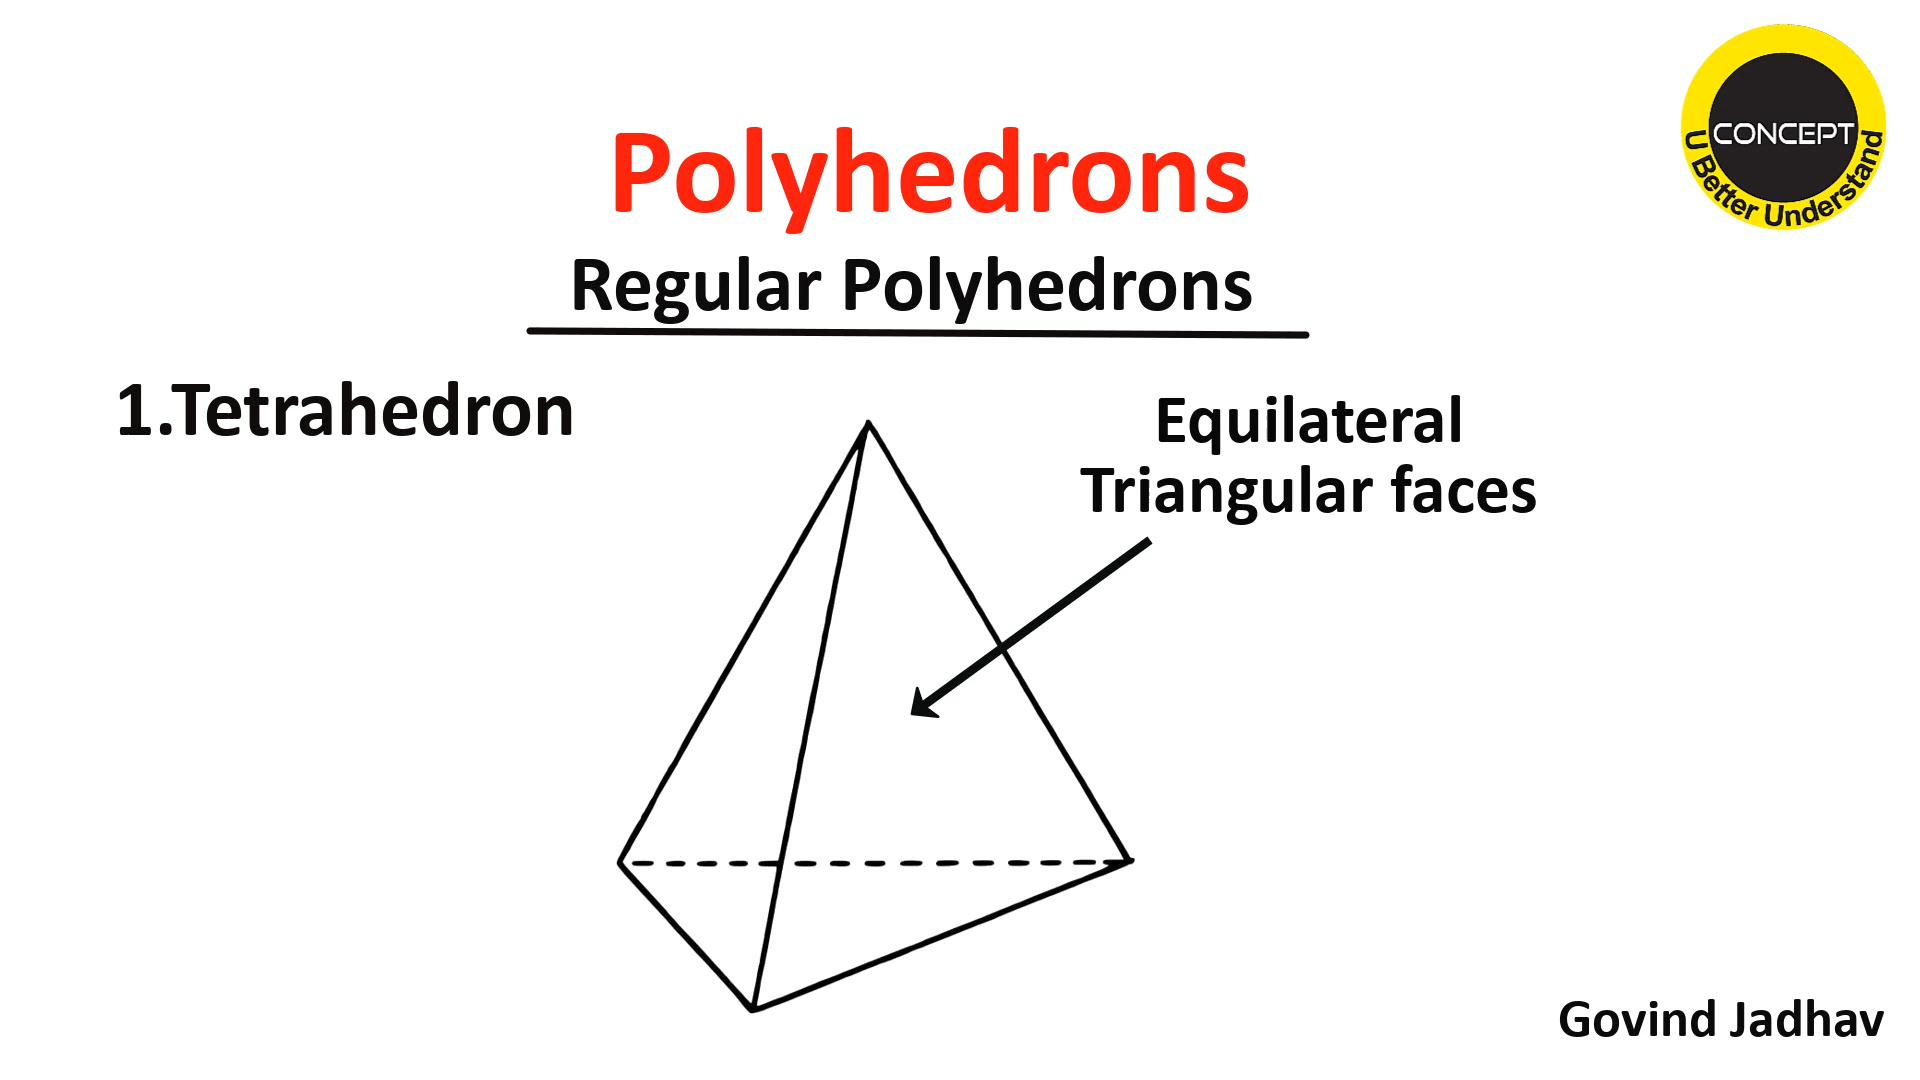 CONCEPT
U Better Understand
Polyhedrons
Regular Polyhedrons
1.Tetrahedron
Equilateral
Triangular faces
Govind Jadhav